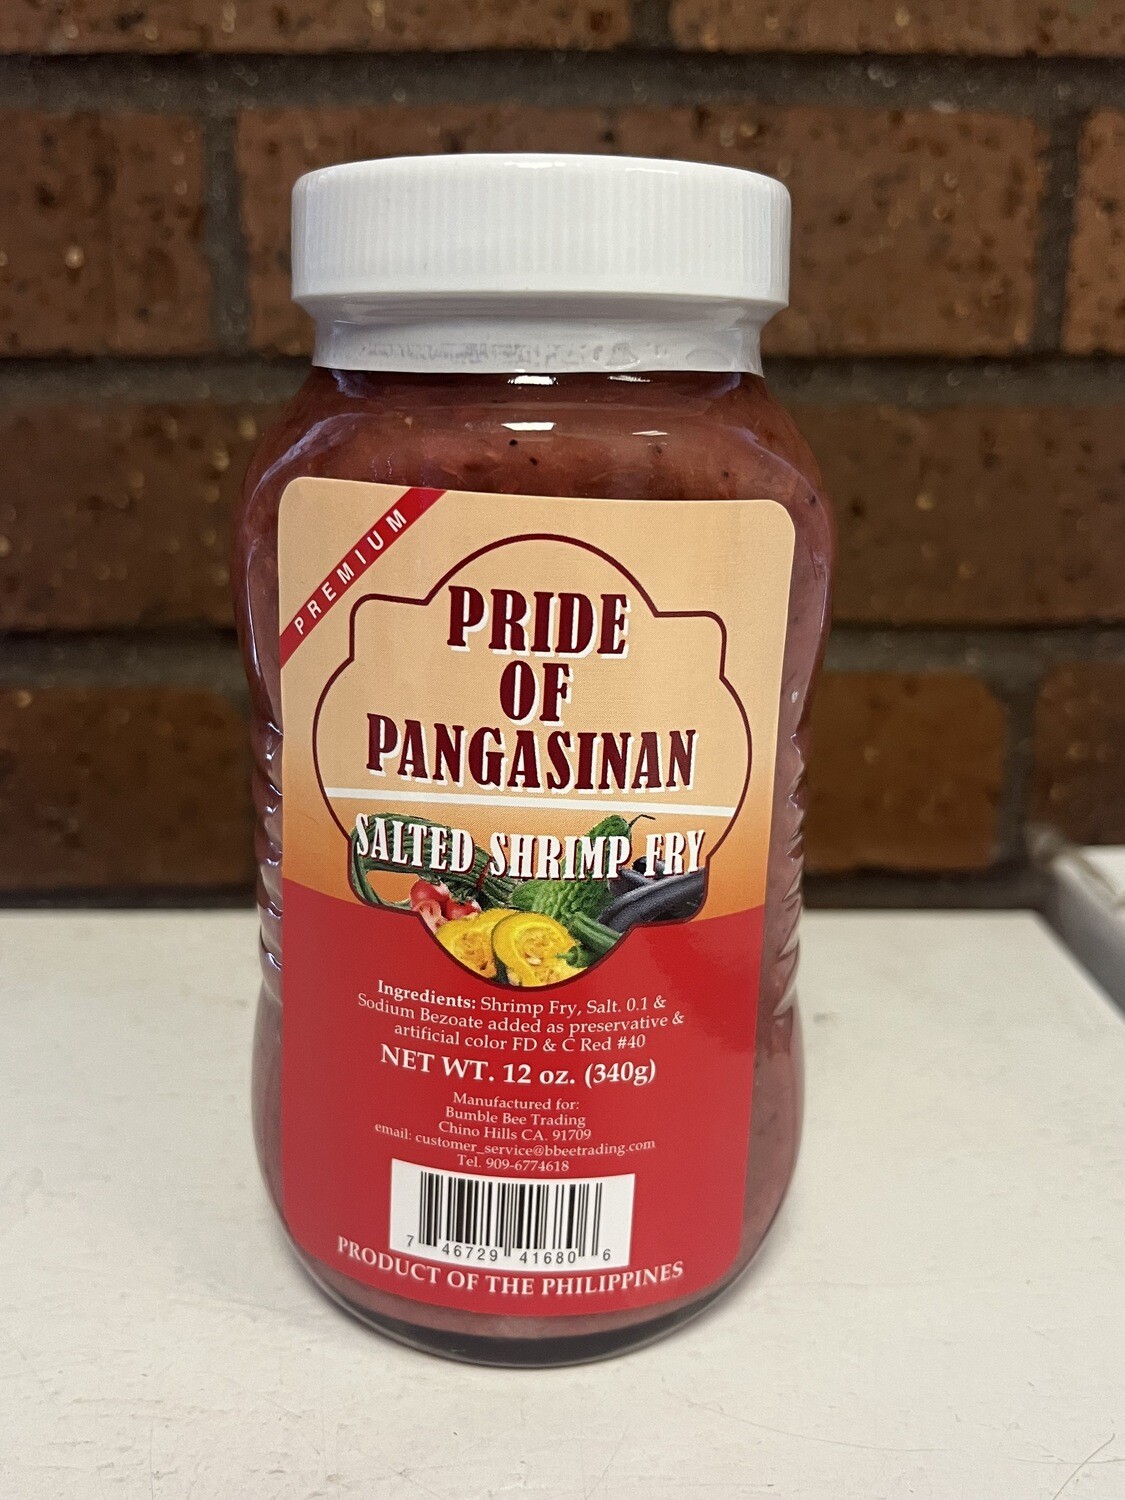 PREMIUM
PRIDE
OF
PANGASINAN
SALTED SHRIMP FRY
Ingredients: Shrimp Fry, Salt. 0.1 &
Sodium Bezoate added as preservative &
artificial color FD & C Red #40
NET WT. 12 oz. (340g)
Manufactured for:
Bumble Bee Trading
Chino Hills CA. 91709
email: customer_service@bbeetrading.com
Tel. 909-6774618
7 46729 41680 6
PRODUCT OF THE PHILIPPINES